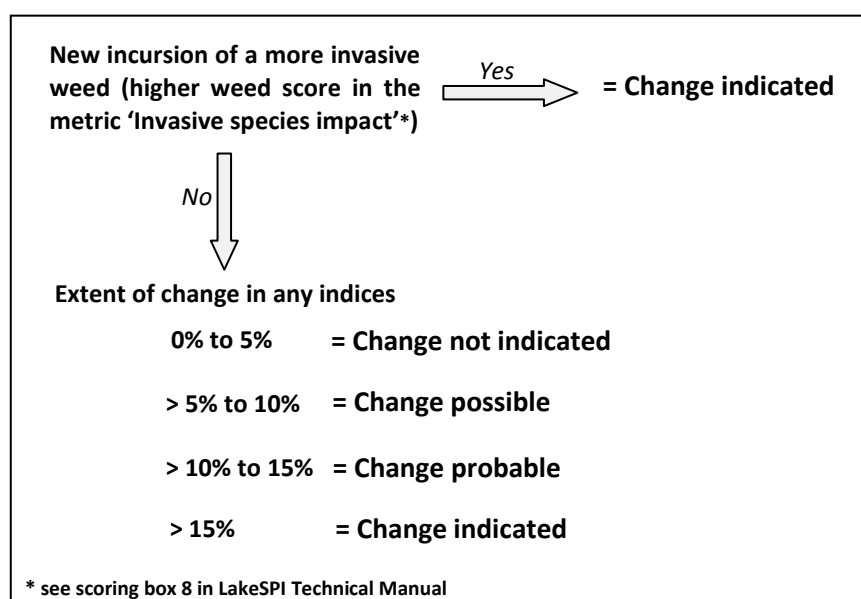 New incursion of a more invasive
weed (higher weed score in the
metric ‘Invasive species impact’*)
Yes
= Change indicated
No
Extent of change in any indices
0% to 5% = Change not indicated
> 5% to 10% = Change possible
> 10% to 15% = Change probable
> 15% = Change indicated
* see scoring box 8 in LakeSPI Technical Manual